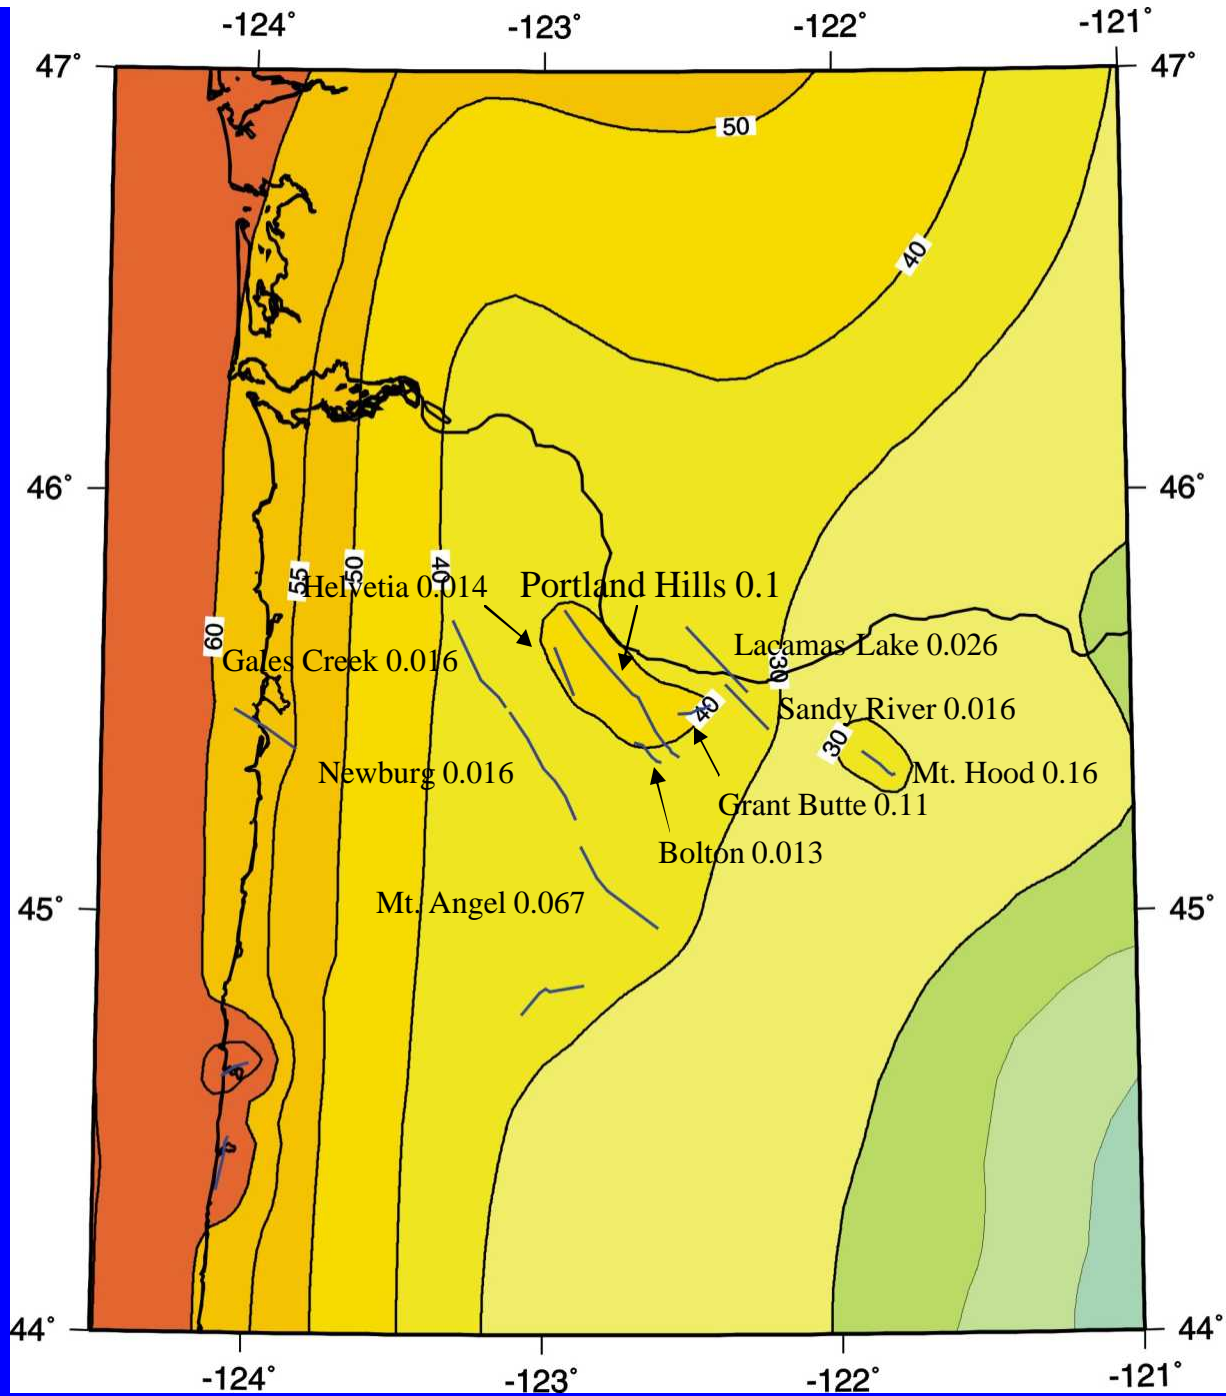 -124° -123° -122° -121°
47° 47°
50
40
46° 46°
55 50 40
Helvetia 0.014 Portland Hills 0.1
60
Gales Creek 0.016 Lacamas Lake 0.026
30
40 Sandy River 0.016
30
Newburg 0.016 Mt. Hood 0.16
Grant Butte 0.11
Bolton 0.013
Mt. Angel 0.067
45° 45°
44° 44°
-124° -123° -122° -121°